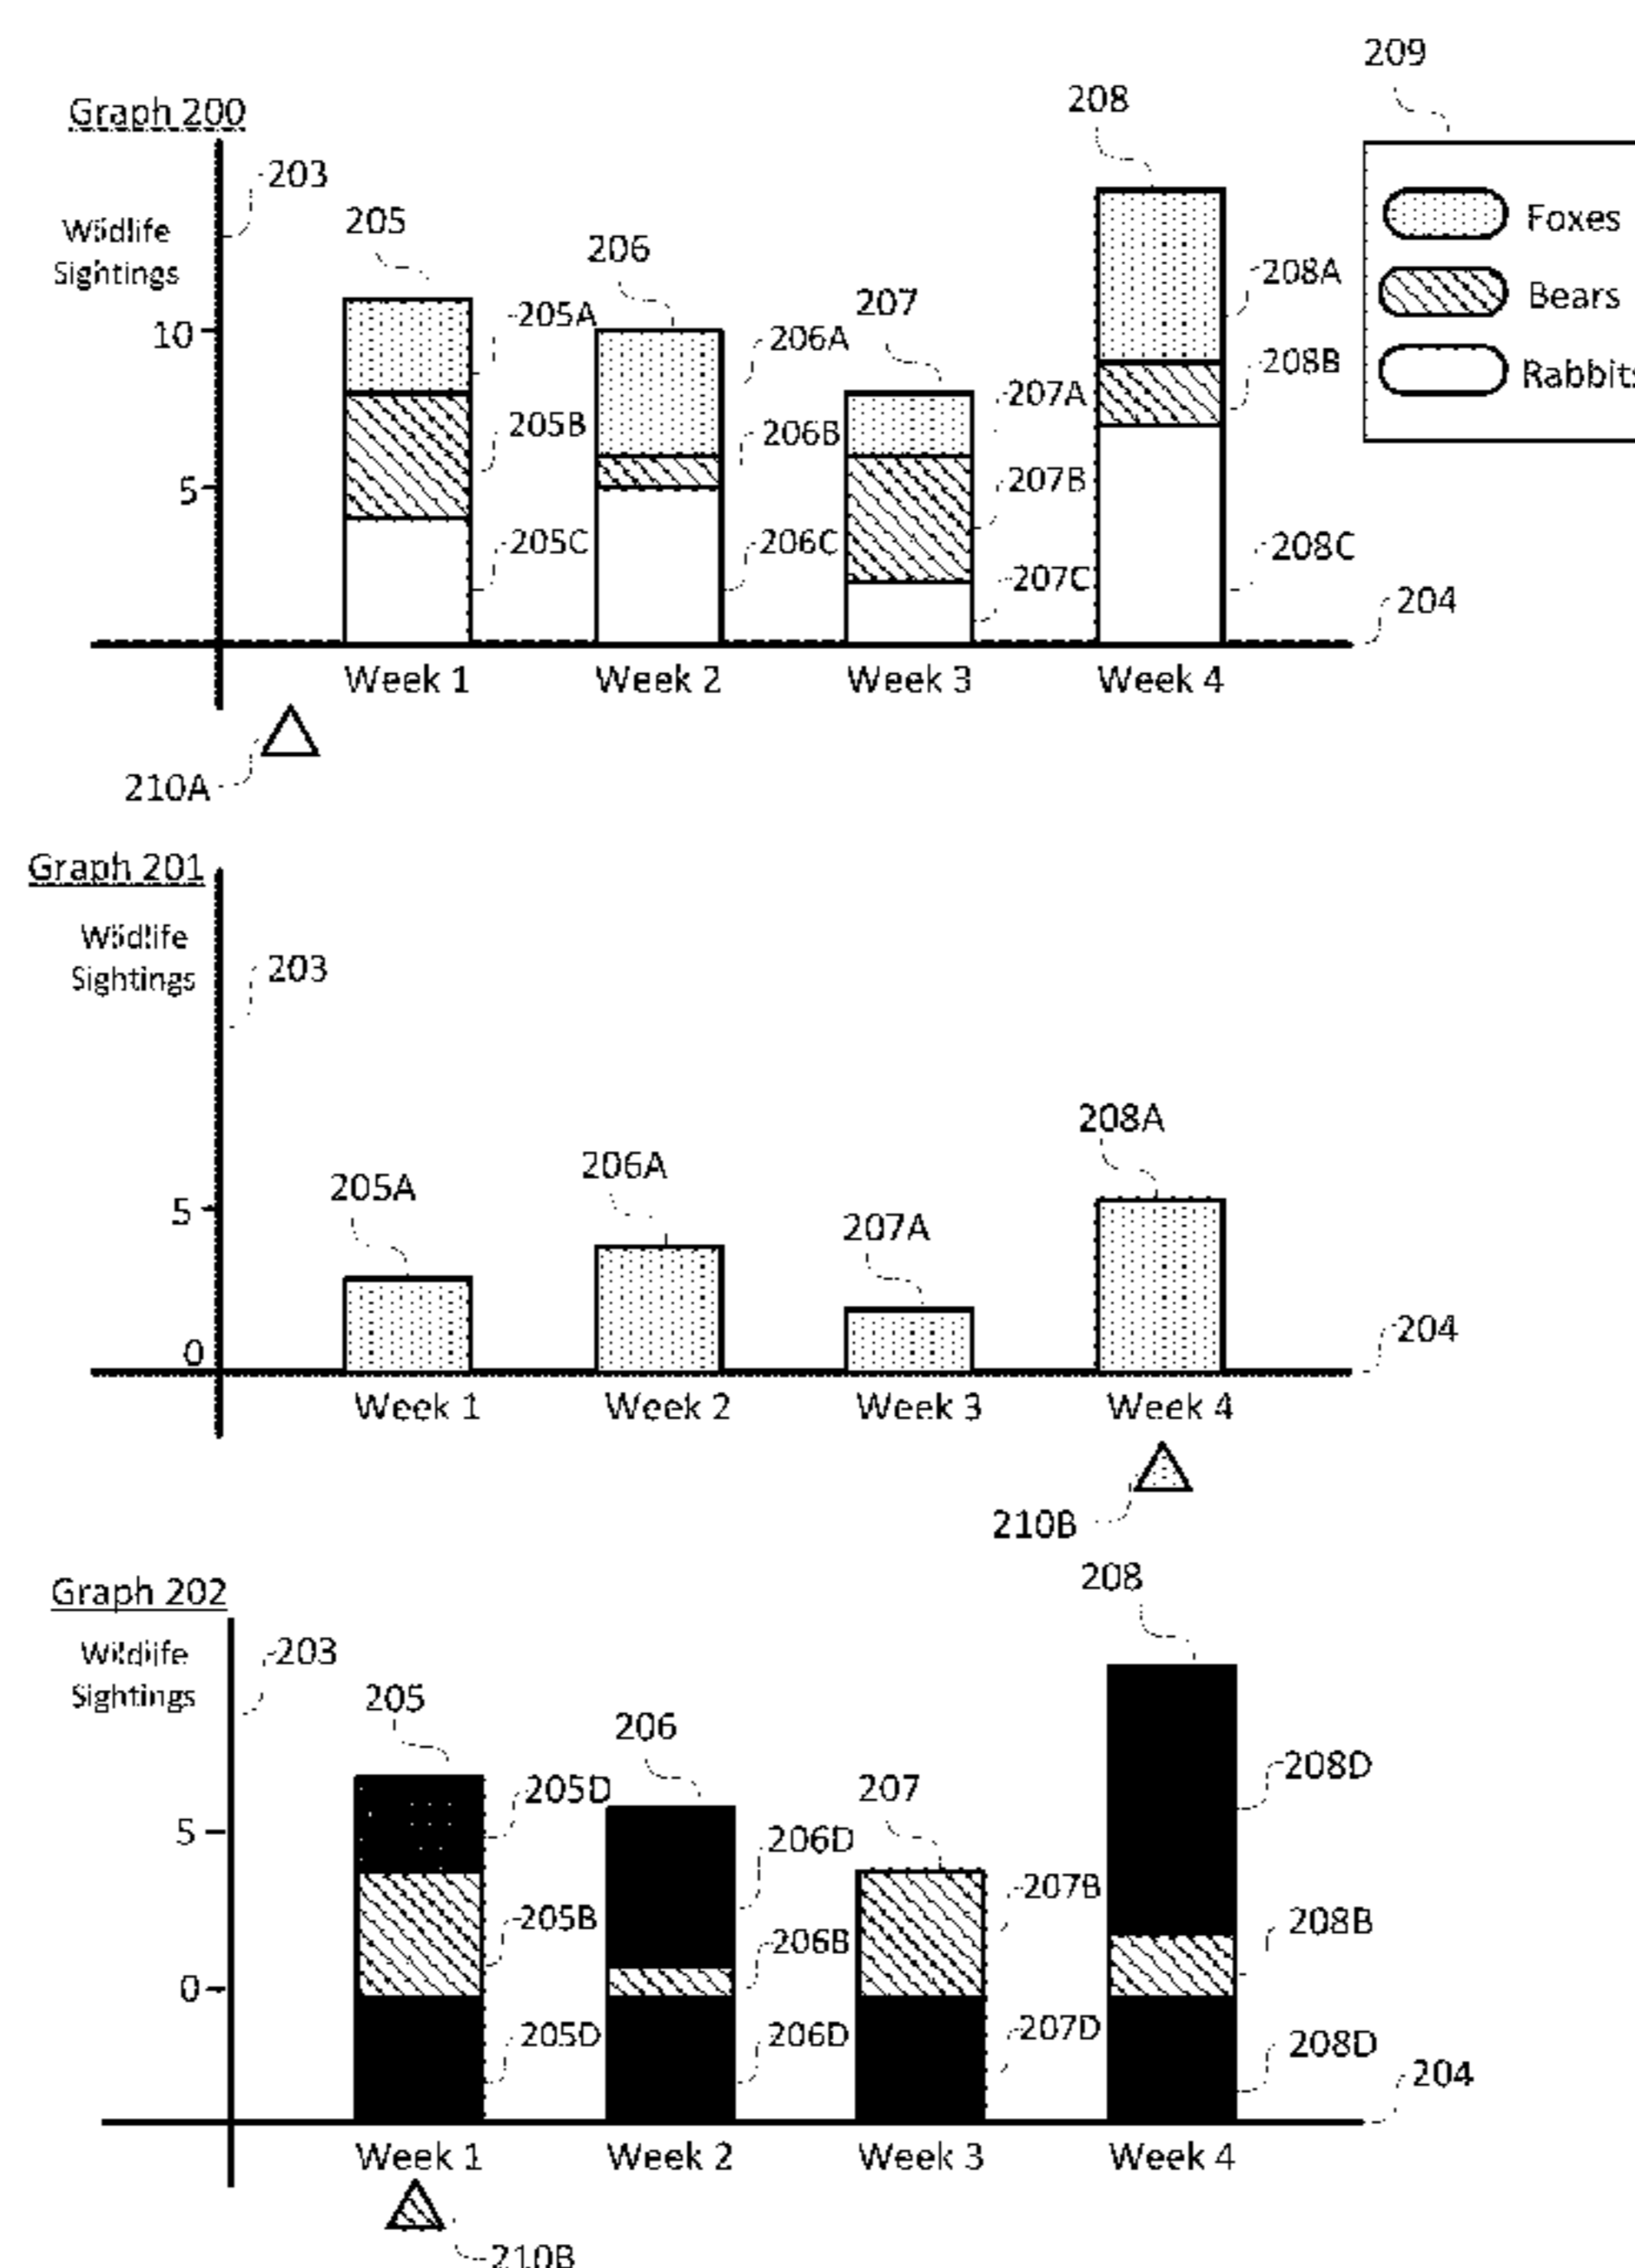 209
208
Graph 200
203
205
Wildlife
Sightings
206
207
Foxes
208A
Bears
10
205A
206A
207A
208B
Rabbits
205B
206B
207B
5
205C
206C
207C
208C
204
Week 1
Week 2
Week 3
Week 4
210A
Graph 201
Wildlife
Sightings
203
208A
206A
205A
207A
5
0
204
Week 1
Week 2
Week 3
Week 4
210B
208
Graph 202
Wildlife
Sightings
203
205
206
207
208D
205D
5
206D
207B
205B
206B
208B
0
205D
206D
207D
208D
204
Week 1
Week 2
Week 3
Week 4
210B